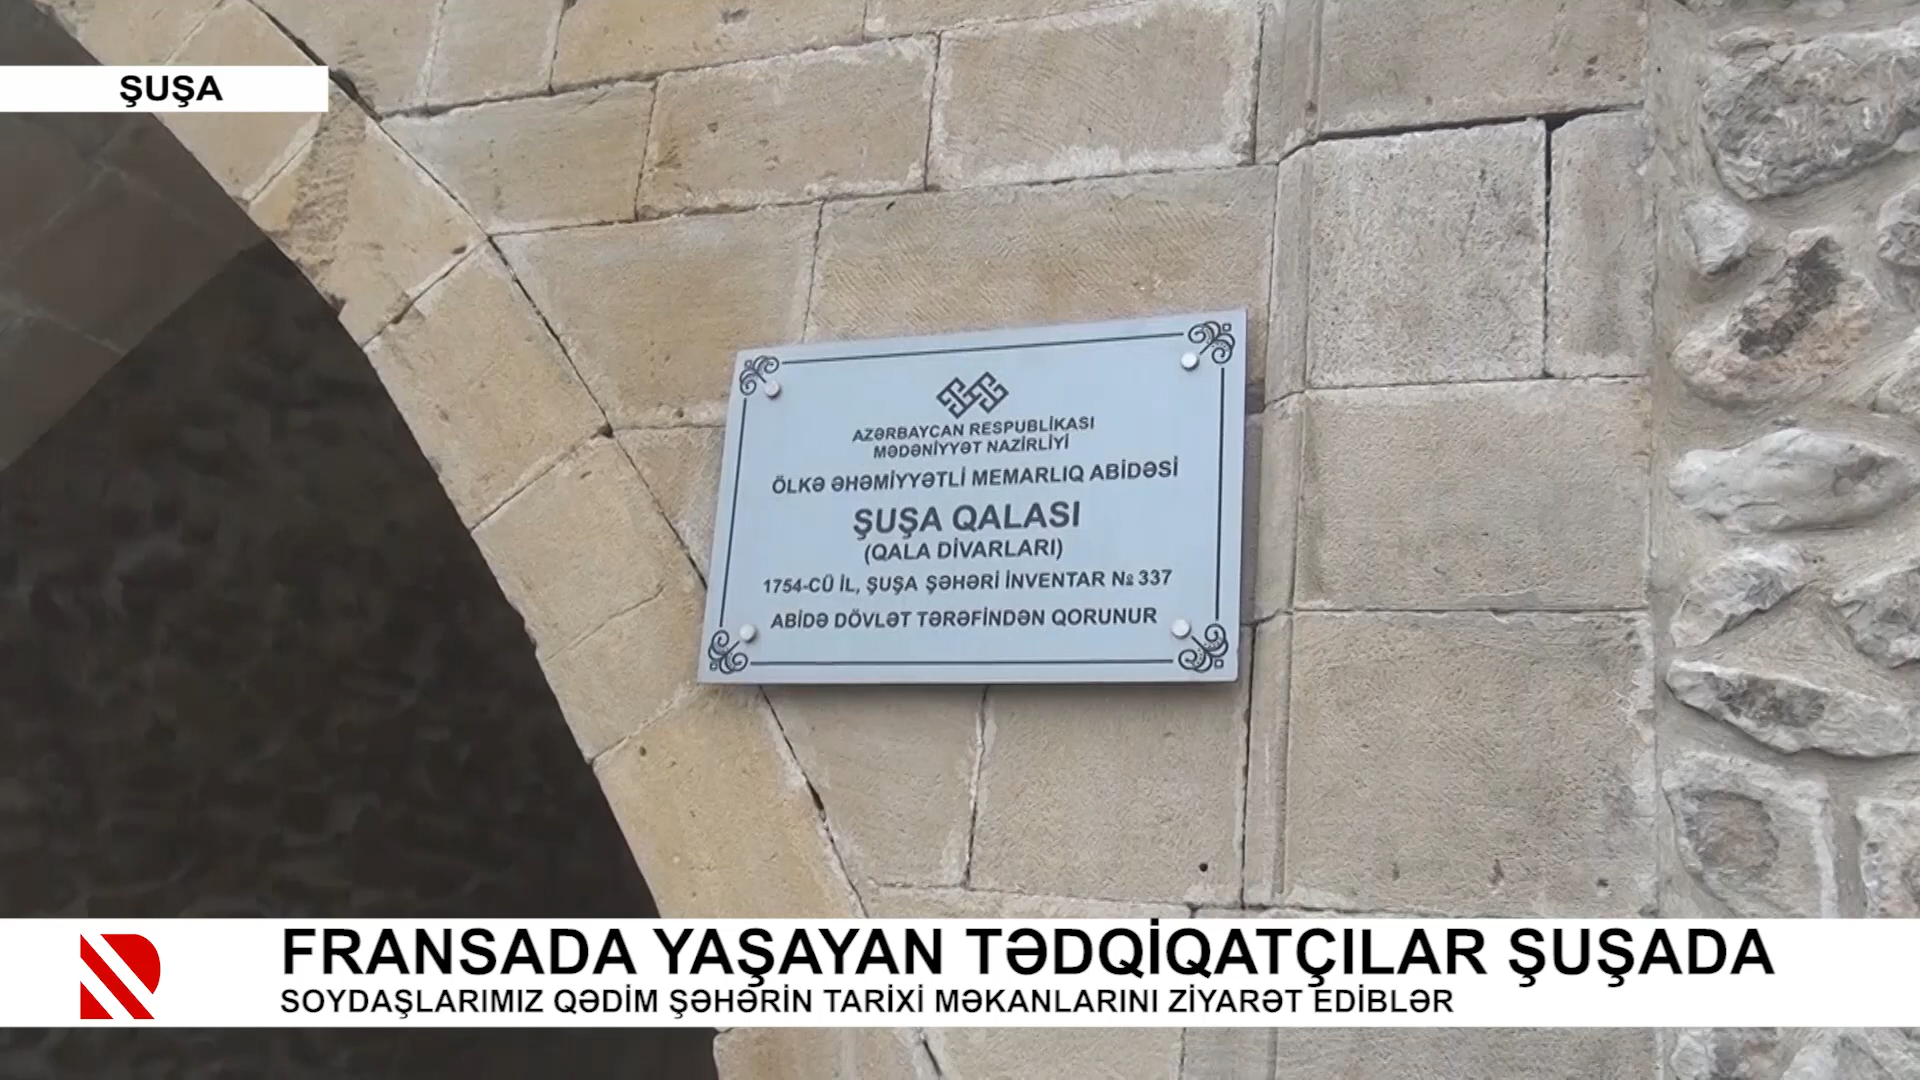 ŞUŞA
AZƏRBAYCAN RESPUBLİKASI
MƏDƏNİYYƏT NAZİRLİYİ
ÖLKƏ ƏHƏMİYYƏTLİ MEMARLIQ ABİDƏSİ
ŞUŞA QALASI
(QALA DİVARLARI)
1754-CÜ İL, ŞUŞA ŞƏHƏRİ İNVENTAR № 337
ABİDƏ DÖVLƏT TƏRƏFİNDƏN QORUNUR
FRANSADA YAŞAYAN TƏDQİQATÇILAR ŞUŞADA
SOYDAŞLARIMIZ QƏDİM ŞƏHƏRİN TARİXİ MƏKANLARINI ZİYARƏT EDİBLƏR